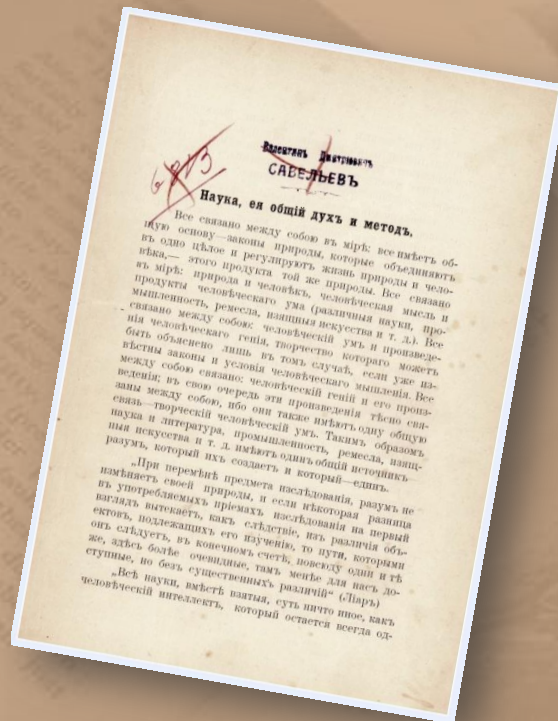 6813
Валентинъ Дмитріевичъ
САВЕЛЬЕВЪ
Наука, ея общій духъ и методъ.
Все связано между собою въ мірѣ: все имѣетъ об-
щую основу—законы природы, которые объединяютъ
въ одно цѣлое и регулируютъ жизнь природы и чело-
вѣка,— этого продукта той же природы. Все связано
въ мірѣ: природа и человѣкъ, человѣческая мысль и
продукты человѣческаго ума (различныя науки, про-
мышленность, ремесла, изящныя искусства и т. д.). Все
связано между собою: человѣческій умъ и произведе-
нія человѣческаго генія, творчество котораго можетъ
быть объяснено лишь въ томъ случаѣ, если уже из-
вѣстны законы и условія человѣческаго мышленія. Все
между собою связано: человѣческій геній и его произ-
веденія; въ свою очередь эти произведенія тѣсно свя-
заны между собою, ибо они также имѣютъ одну общую
связь—творческій человѣческій умъ. Такимъ образомъ
наука и литература, промышленность, ремесла, изящ-
ныя искусства и т. д. имѣютъ одинъ общій источникъ—
разумъ, который ихъ создаетъ и который—единъ.
„При перемѣнѣ предмета изслѣдованія, разумъ не
измѣняетъ своей природы, и если нѣкоторая разница
въ употребляемыхъ пріемахъ изслѣдованія на первый
взглядъ вытекаетъ, какъ слѣдствіе, изъ различія объ-
ектовъ, подлежащихъ его изученію, то пути, которыми
онъ слѣдуетъ, въ конечномъ счетѣ, повсюду одни и тѣ
же, здѣсь болѣе очевидные, тамъ менѣе для насъ до-
ступные, но безъ существенныхъ различій“ (Ліаръ)
„Всѣ науки, вмѣстѣ взятыя, суть ничто иное, какъ
человѣческій интеллектъ, который остается всегда од-